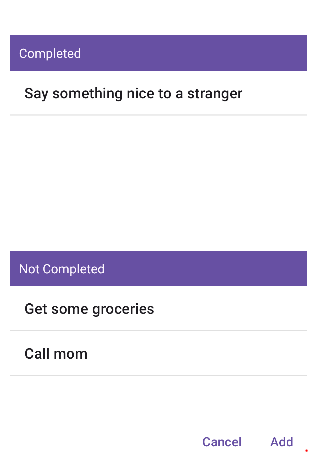 Completed
Say something nice to a stranger
Not Completed
Get some groceries
Call mom
Cancel Add